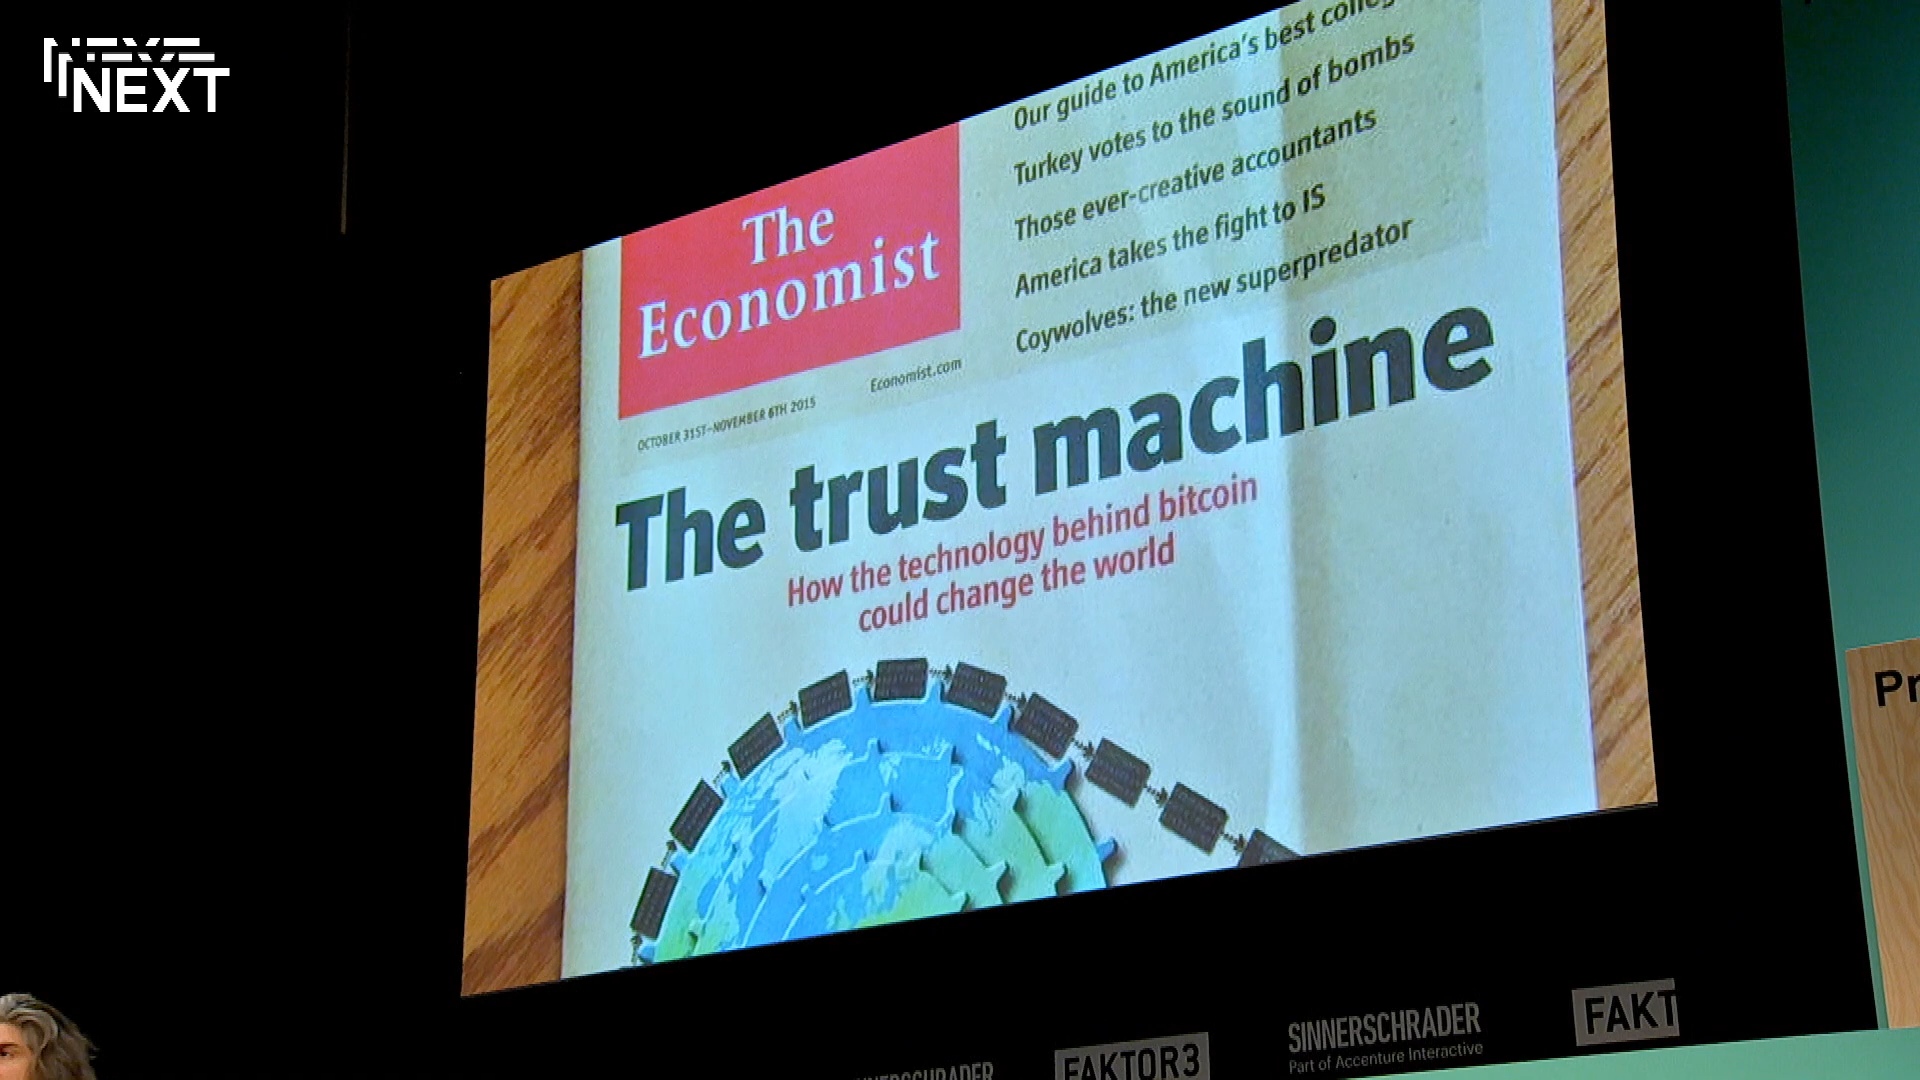 NEXT
Our guide to America's best
Turkey votes to the sound of bombs
Those ever-creative accountants
America takes the fight to IS
Coywolves: the new superpredator
The
Economist
Economist.com
OCTOBER 31ST–NOVEMBER 6TH 2015
The trust machine
How the technology behind bitcoin
could change the world
Pr
SINNERSCHRADER
Part of Accenture Interactive
FAKT
FAKTOR3